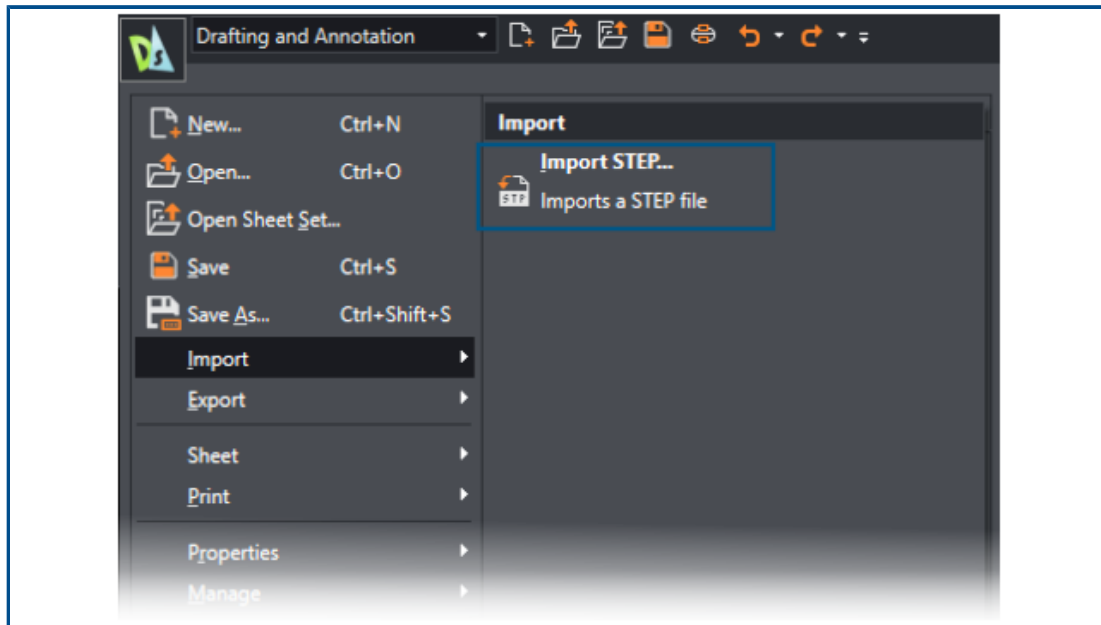 DS
Drafting and Annotation
New... Ctrl+N
Open... Ctrl+O
Open Sheet Set...
Save Ctrl+S
Save As... Ctrl+Shift+S
Import
Export
Sheet
Print
Properties
Manage
Import
Import STEP...
STP
Imports a STEP file